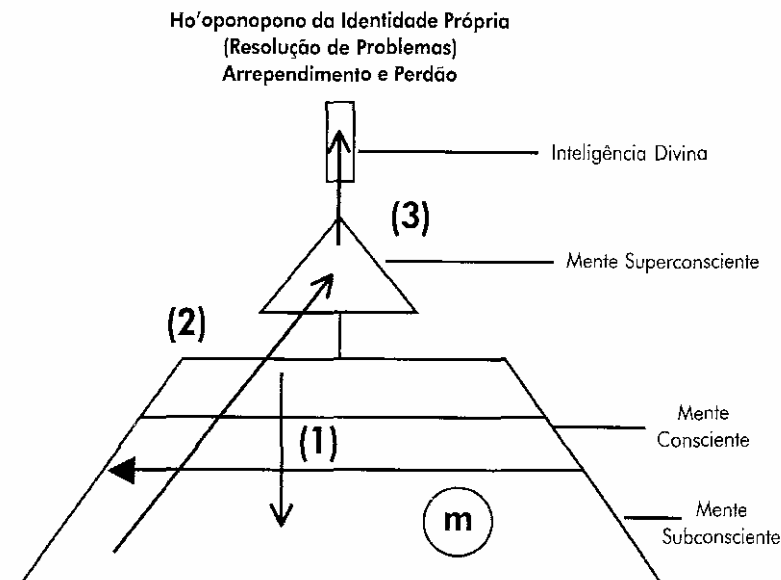 Ho'oponopono da Identidade Própria
(Resolução de Problemas)
Arrependimento e Perdão
Inteligência Divina
(3)
Mente Superconsciente
(2)
(1)
Mente
Consciente
m
Mente
Subconsciente